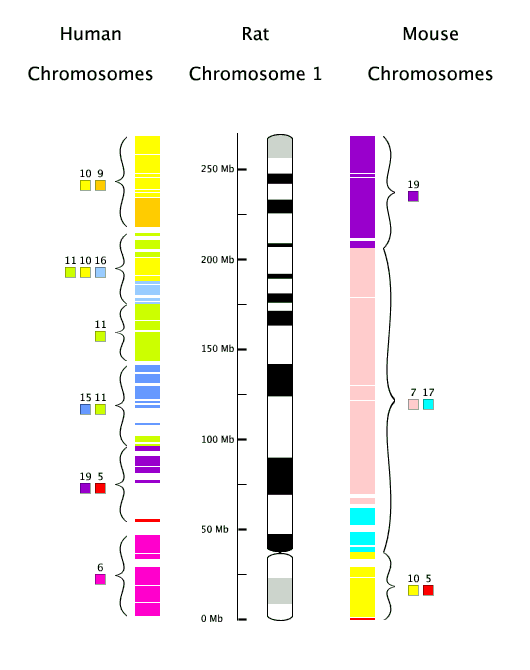 Human Rat Mouse
Chromosomes Chromosome 1 Chromosomes
250 Mb
10 9
19
200 Mb
11 10 16
150 Mb
11
7 17
15 11
100 Mb
19 5
50 Mb
6
10 5
0 Mb